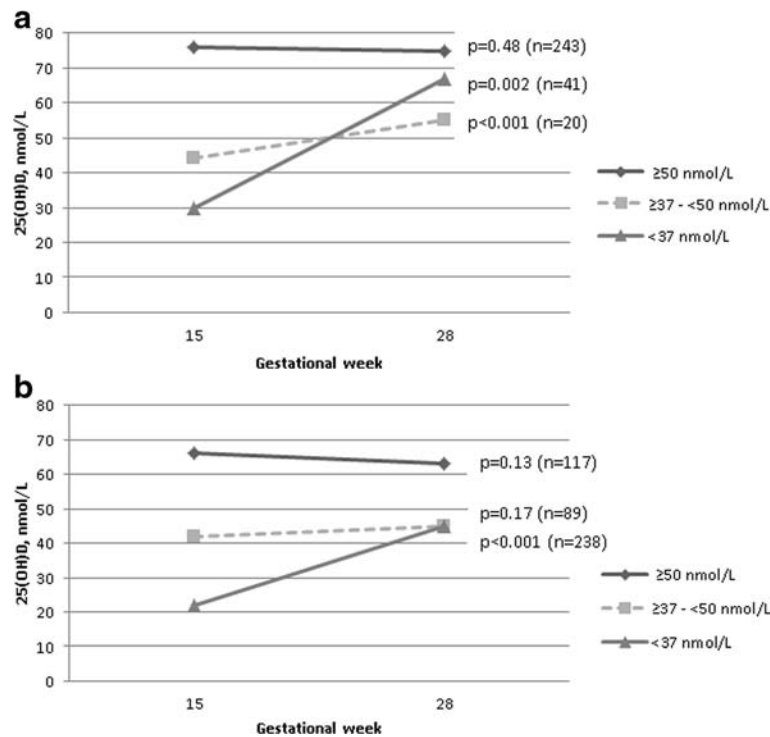 a
80
70
60
50
40
30
20
10
0
25(OH)D, nmol/L
15
28
Gestational week
p=0.48 (n=243)
p=0.002 (n=41)
p<0.001 (n=20)
≥50 nmol/L
≥37 - <50 nmol/L
<37 nmol/L
b
80
70
60
50
40
30
20
10
0
25(OH)D, nmol/L
15
28
Gestational week
p=0.13 (n=117)
p=0.17 (n=89)
p<0.001 (n=238)
≥50 nmol/L
≥37 - <50 nmol/L
<37 nmol/L